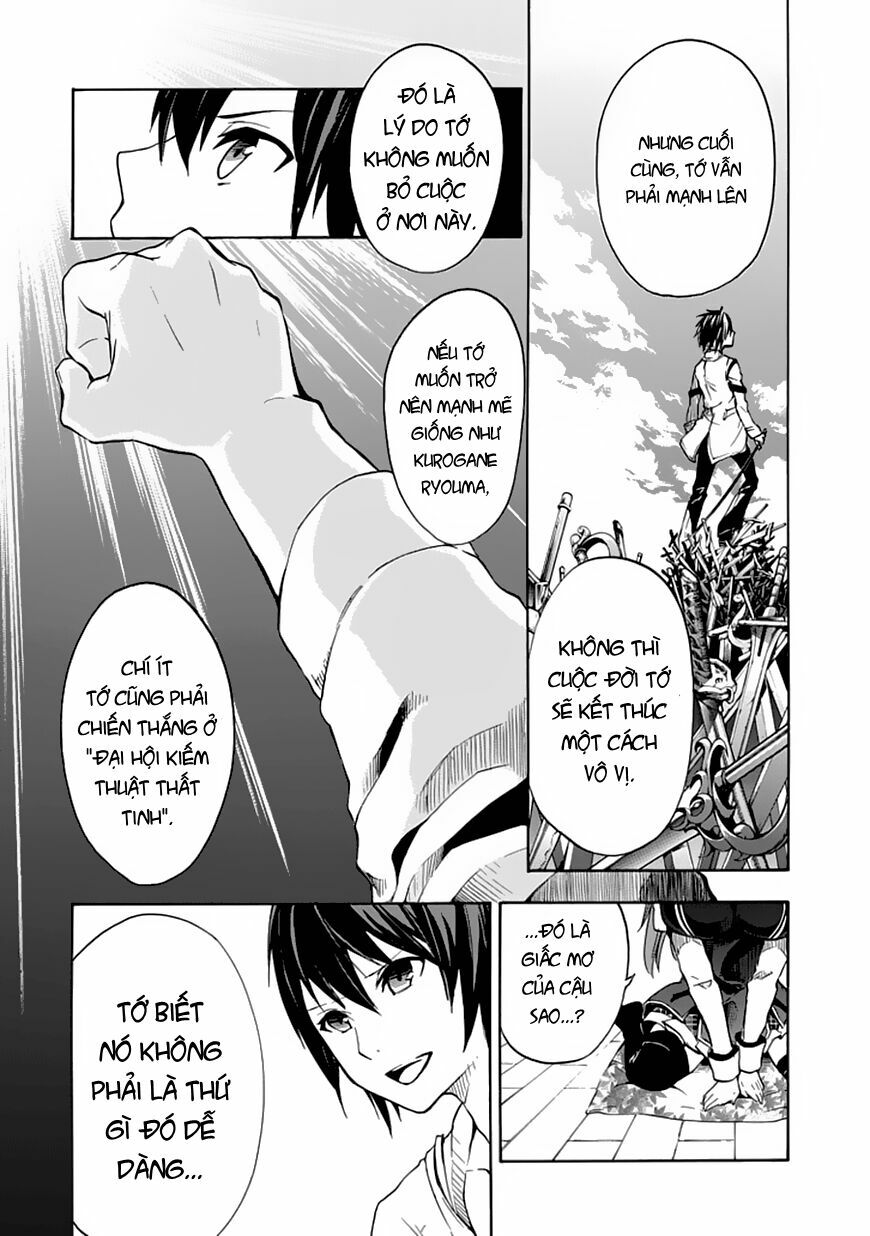 NHƯNG CUỐI
CÙNG, TỚ VẪN
PHẢI MẠNH LÊN
KHÔNG THÌ
CUỘC ĐỜI TỚ
SẼ KẾT THÚC
MỘT CÁCH
VÔ VỊ.
ĐÓ LÀ
LÝ DO TỚ
KHÔNG MUỐN
BỎ CUỘC
Ở NƠI NÀY.
NẾU TỚ
MUỐN TRỞ
NÊN MẠNH MẼ
GIỐNG NHƯ
KUROGANE
RYOUMA,
CHÍ ÍT
TỚ CŨNG PHẢI
CHIẾN THẮNG Ở
"ĐẠI HỘI KIẾM
THUẬT THẤT
TINH".
...ĐÓ LÀ
GIẤC MƠ
CỦA CẬU
SAO...?
TỚ BIẾT
NÓ KHÔNG
PHẢI LÀ THỨ
GÌ ĐÓ DỄ
DÀNG...